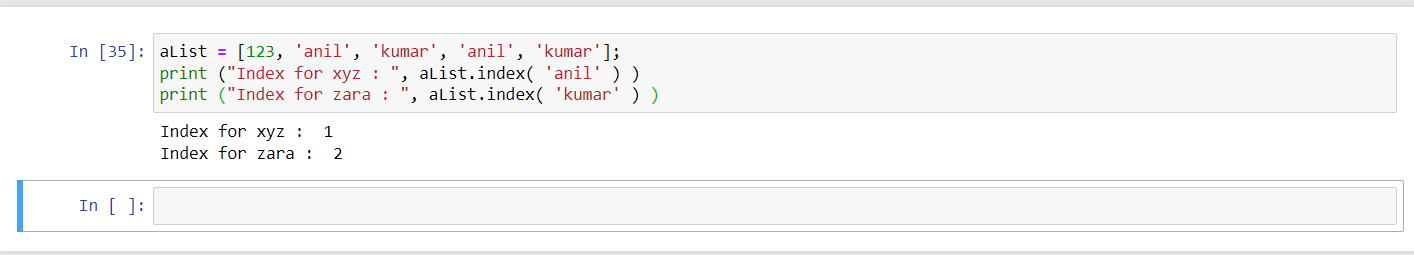 In [35]: aList = [123, 'anil', 'kumar', 'anil', 'kumar'];
print ("Index for xyz : ", aList.index( 'anil' ) )
print ("Index for zara : ", aList.index( 'kumar' ) )
Index for xyz :  1
Index for zara :  2
In [ ]: